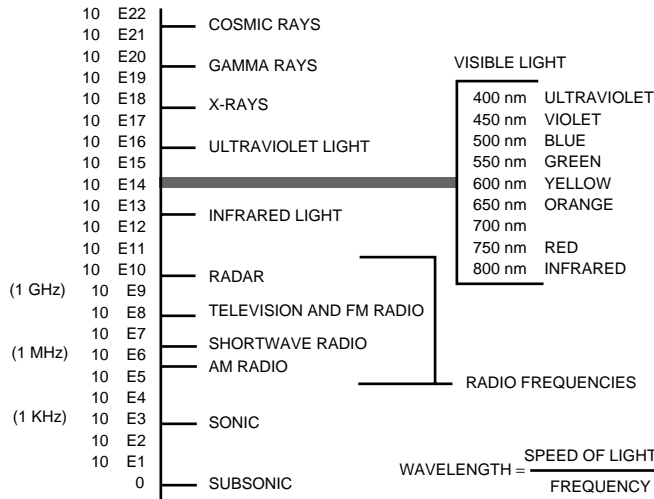 10 E22
COSMIC RAYS
10 E21
10 E20
GAMMA RAYS
10 E19
10 E18
X-RAYS
10 E17
10 E16
ULTRAVIOLET LIGHT
10 E15
10 E14
10 E13
INFRARED LIGHT
10 E12
10 E11
10 E10
RADAR
(1 GHz) 10 E9
10 E8
TELEVISION AND FM RADIO
10 E7
SHORTWAVE RADIO
(1 MHz) 10 E6
AM RADIO
10 E5
10 E4
(1 KHz) 10 E3
SONIC
10 E2
10 E1
0
SUBSONIC
VISIBLE LIGHT
400 nm ULTRAVIOLET
450 nm VIOLET
500 nm BLUE
550 nm GREEN
600 nm YELLOW
650 nm ORANGE
700 nm
750 nm RED
800 nm INFRARED
RADIO FREQUENCIES
WAVELENGTH = SPEED OF LIGHT
FREQUENCY